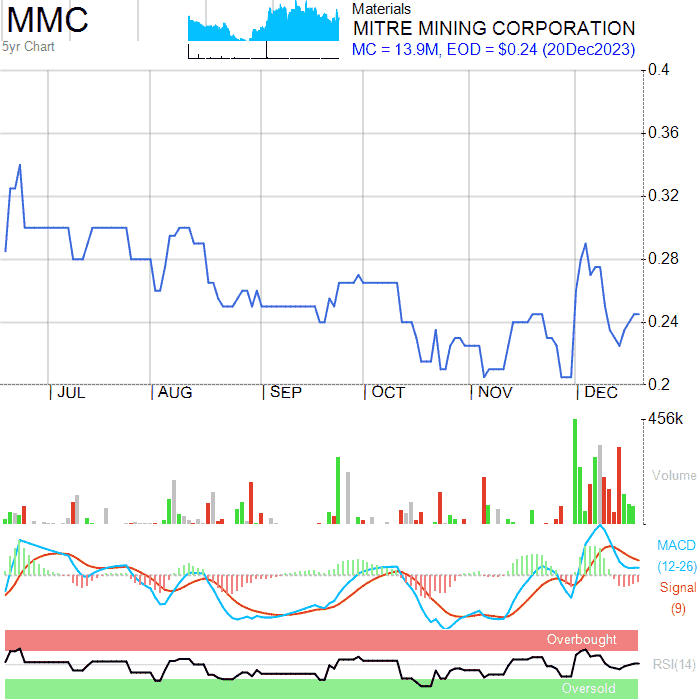 MMC
5yr Chart
Materials
MITRE MINING CORPORATION
MC = 13.9M, EOD = $0.24 (20Dec2023)
0.4
0.36
0.32
0.28
0.24
0.2
JUL AUG SEP OCT NOV DEC
456k
Volume
MACD
(12-26)
Signal
(9)
Overbought
RSI(14)
Oversold